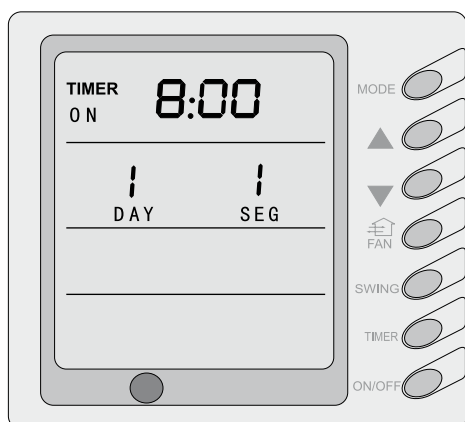 TIMER
ON
8:00
1
1
DAY
SEG
MODE
FAN
SWING
TIMER
ON/OFF